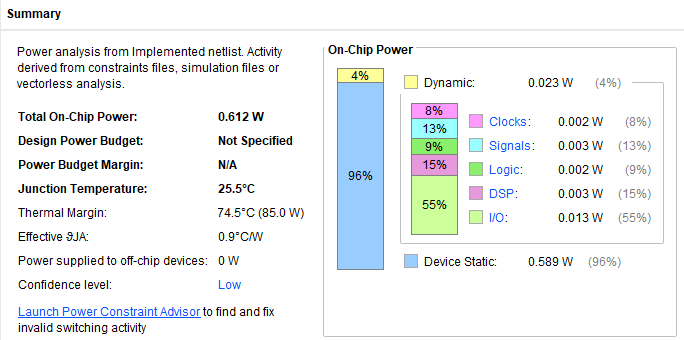 Summary
Power analysis from Implemented netlist. Activity
derived from constraints files, simulation files or
vectorless analysis.
Total On-Chip Power: 0.612 W
Design Power Budget: Not Specified
Power Budget Margin: N/A
Junction Temperature: 25.5°C
Thermal Margin: 74.5°C (85.0 W)
Effective ϑJA: 0.9°C/W
Power supplied to off-chip devices: 0 W
Confidence level: Low
Launch Power Constraint Advisor to find and fix
invalid switching activity
On-Chip Power
4%
96%
Dynamic: 0.023 W (4%)
8%
13%
9%
15%
55%
Clocks: 0.002 W (8%)
Signals: 0.003 W (13%)
Logic: 0.002 W (9%)
DSP: 0.003 W (15%)
I/O: 0.013 W (55%)
Device Static: 0.589 W (96%)